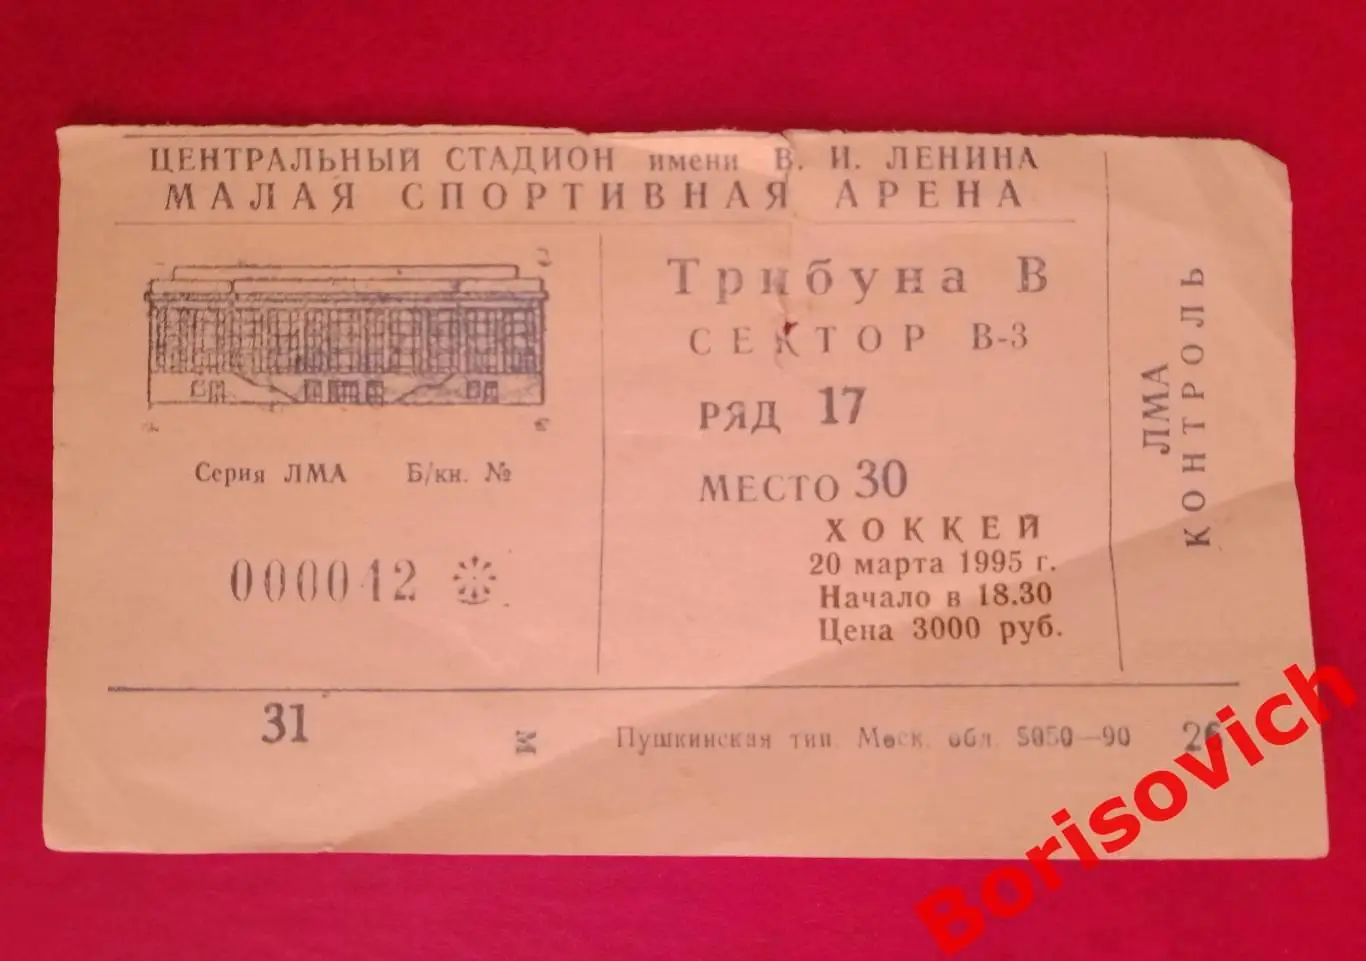 ЦЕНТРАЛЬНЫЙ СТАДИОН имени В. И. ЛЕНИНА
МАЛАЯ СПОРТИВНАЯ АРЕНА
Трибуна В
СЕКТОР В-3
РЯД 17
МЕСТО 30
ХОККЕЙ
20 марта 1995 г.
Начало в 18.30
Цена 3000 руб.
Серия ЛМА Б/кн. №
000042
ЛМА
КОНТРОЛЬ
31
М
Пушкинская тип. Моск. обл. 5050—90
26
Borisovich